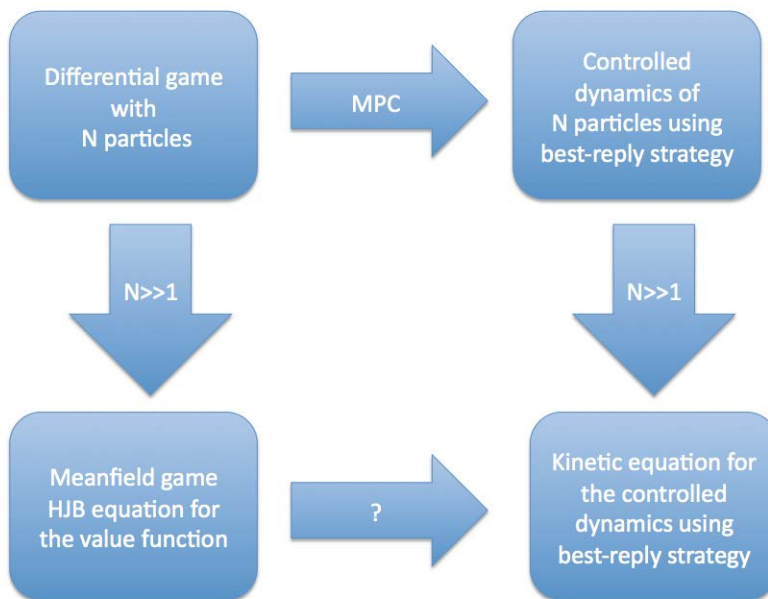 Differential game
with
N particles
MPC
Controlled
dynamics of
N particles using
best-reply strategy
N>>1
N>>1
Meanfield game
HJB equation for
the value function
?
Kinetic equation for
the controlled
dynamics using
best-reply strategy